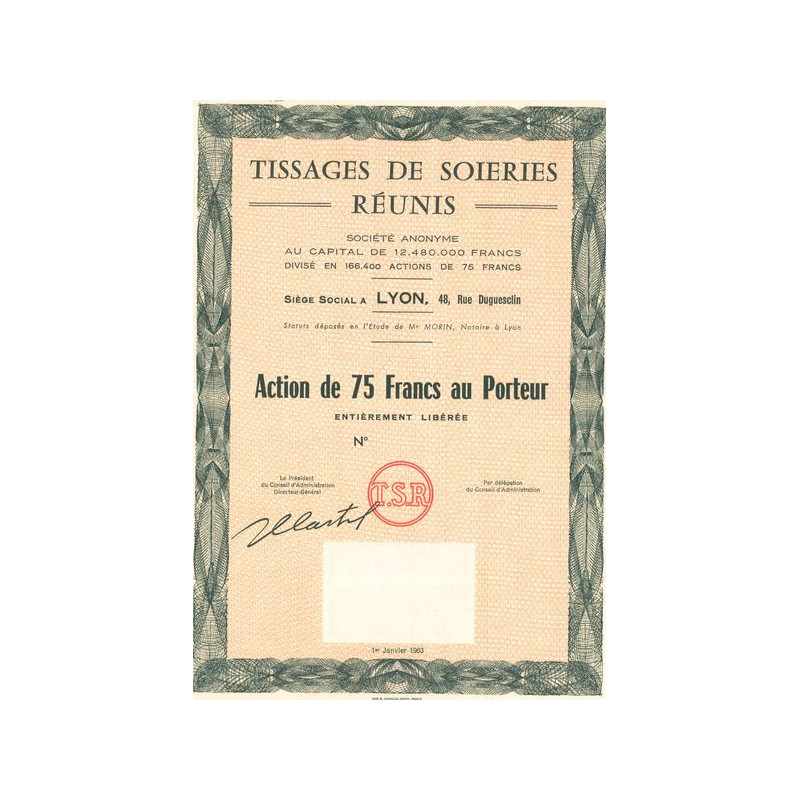 TISSAGES DE SOIERIES
RÉUNIS
SOCIÉTÉ ANONYME
AU CAPITAL DE 12.480.000 FRANCS
DIVISÉ EN 166.400 ACTIONS DE 75 FRANCS
SIÈGE SOCIAL A LYON, 48, Rue Duguesclin
Statuts déposés en l'Etude de Me MORIN, Notaire à Lyon
Action de 75 Francs au Porteur
ENTIÈREMENT LIBÉRÉE
N°
Le Président
du Conseil d'Administration
Directeur-Général
Par délégation
du Conseil d'Administration
T.S.R
1er Janvier 1963